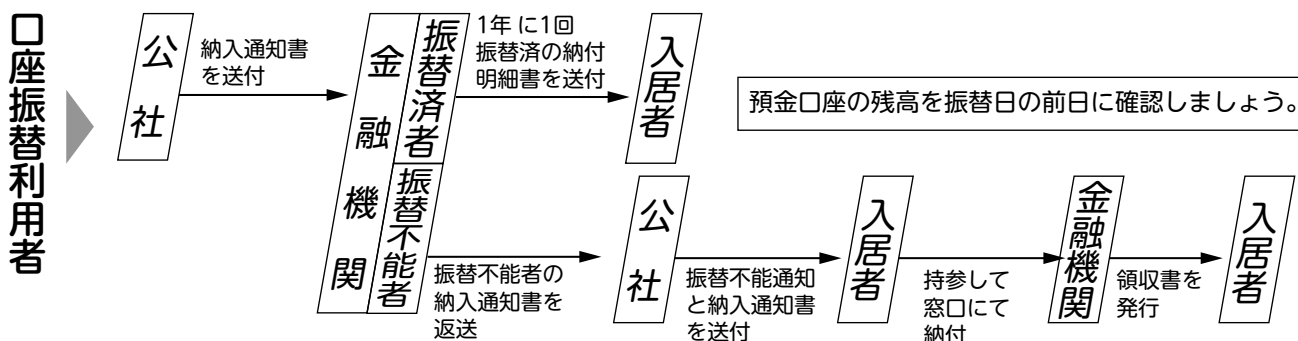 口座振替利用者
公社
納入通知書
を送付
金融機関
振替済者
振替不能者
1年に1回
振替済の納付
明細書を送付
入居者
預金口座の残高を振替日の前日に確認しましょう。
振替不能者の
納入通知書を
返送
公社
振替不能通知
と納入通知書
を送付
入居者
持参して
窓口にて
納付
金融機関
領収書を
発行
入居者